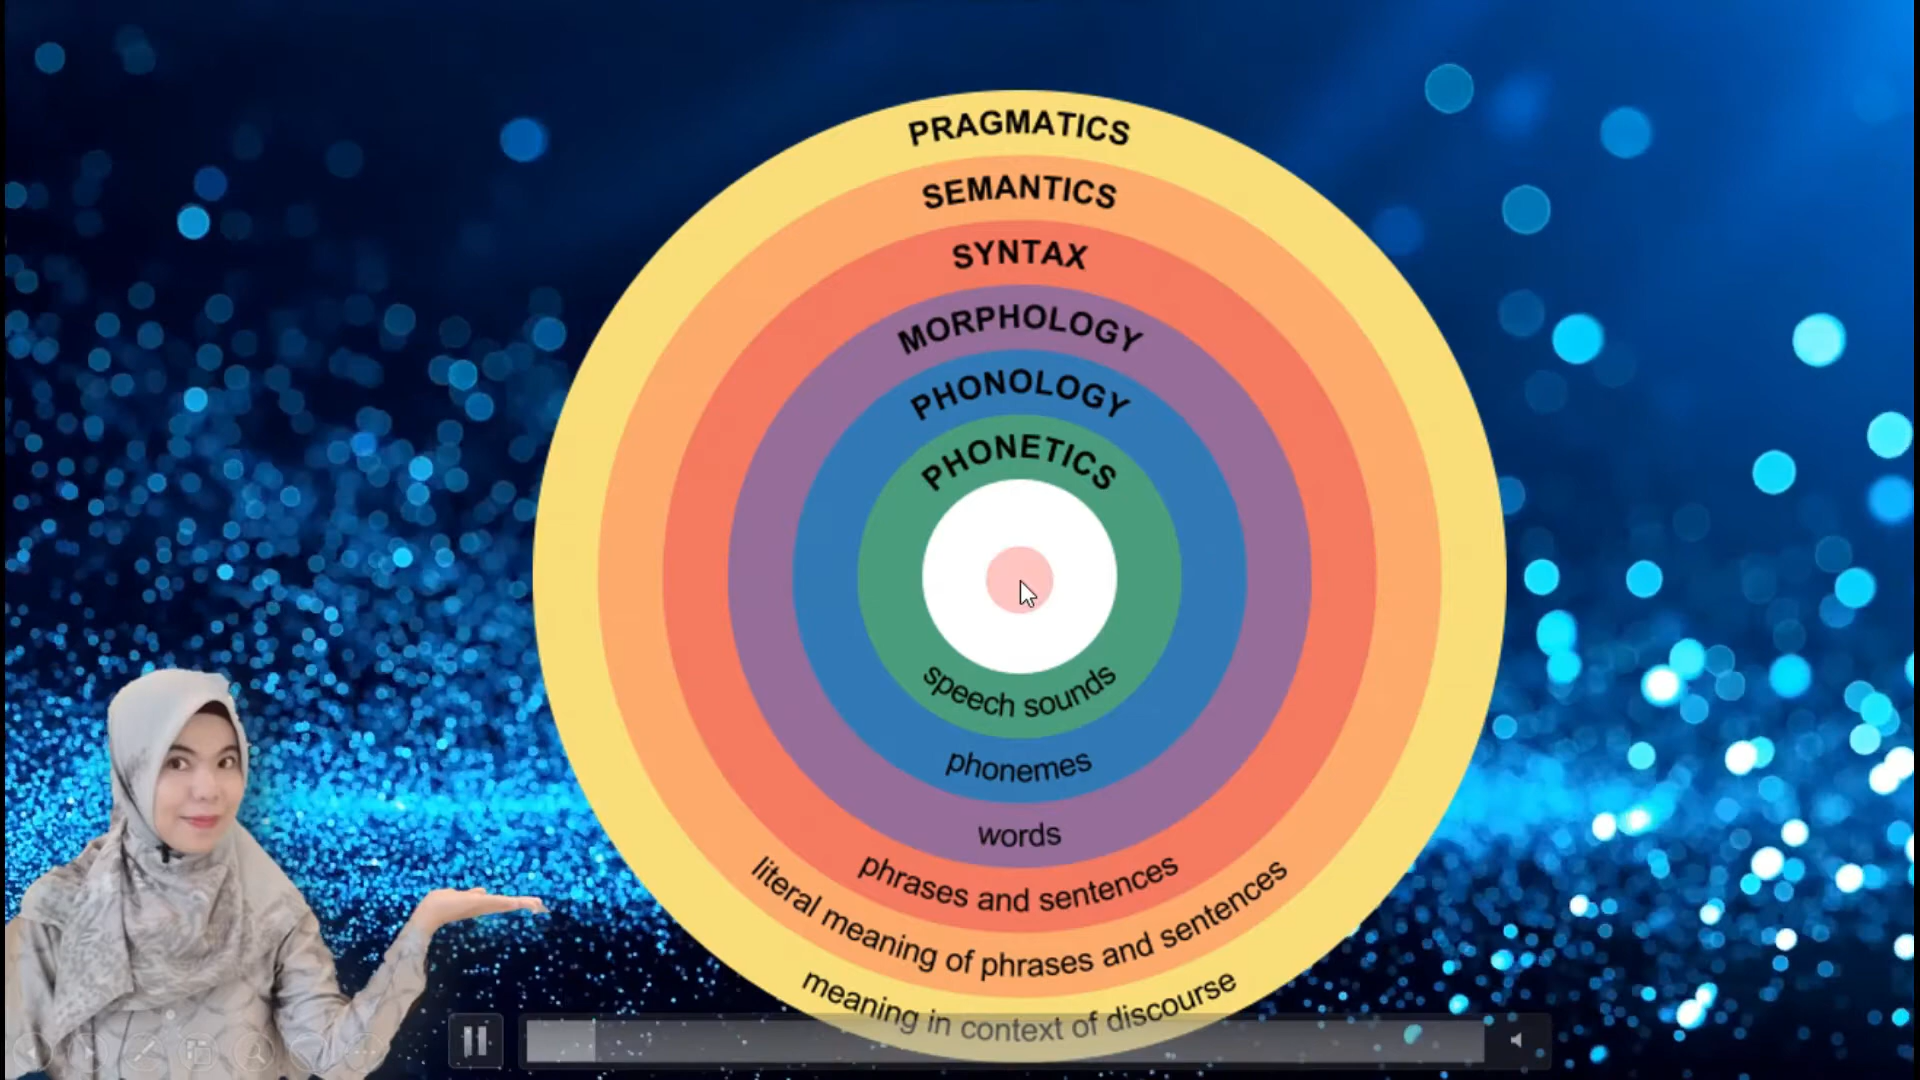 PRAGMATICS
SEMANTICS
SYNTAX
MORPHOLOGY
PHONOLOGY
PHONETICS
speech sounds
phonemes
words
phrases and sentences
literal meaning of phrases and sentences
meaning in context of discourse